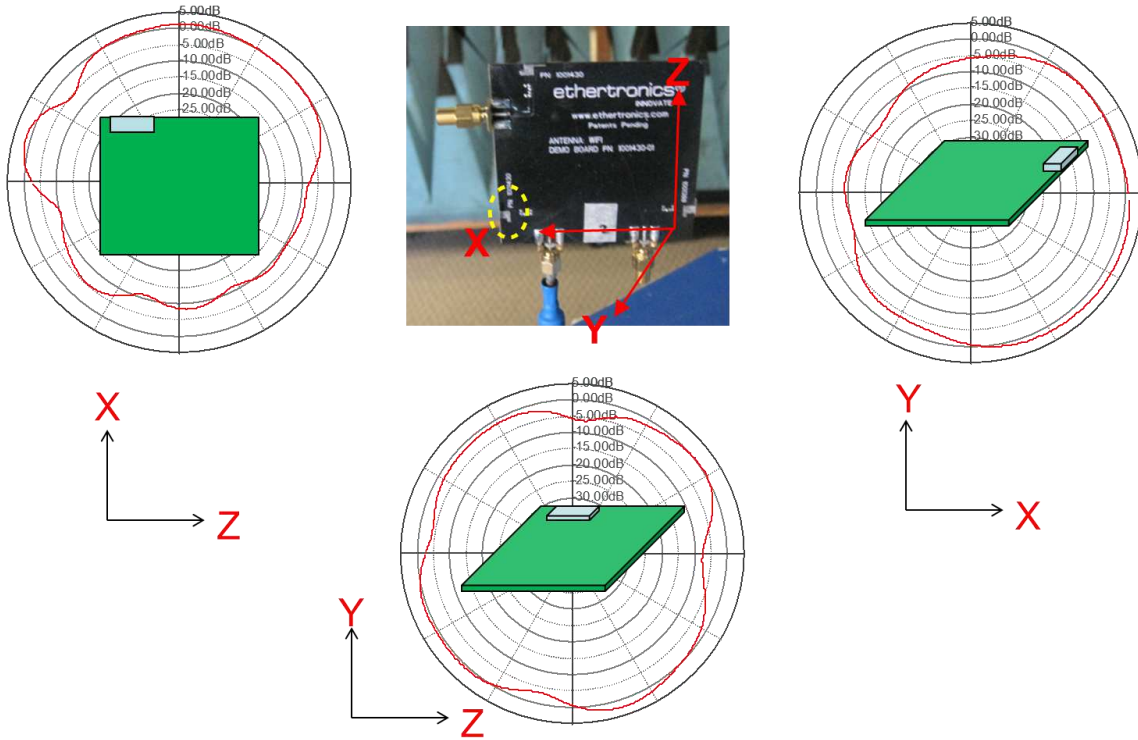 5.00dB
0.00dB
-5.00dB
-10.00dB
-15.00dB
-20.00dB
-25.00dB
X
Z
PN 1001430
ethertronics
INNOVATE
www.ethertronics.com
Patents Pending
ANTENNA WIFI
DEMO BOARD PN 1001430-01
Z
X
Y
5.00dB
0.00dB
-5.00dB
-10.00dB
-15.00dB
-20.00dB
-25.00dB
-30.00dB
Y
X
5.00dB
0.00dB
-5.00dB
-10.00dB
-15.00dB
-20.00dB
-25.00dB
-30.00dB
Y
Z